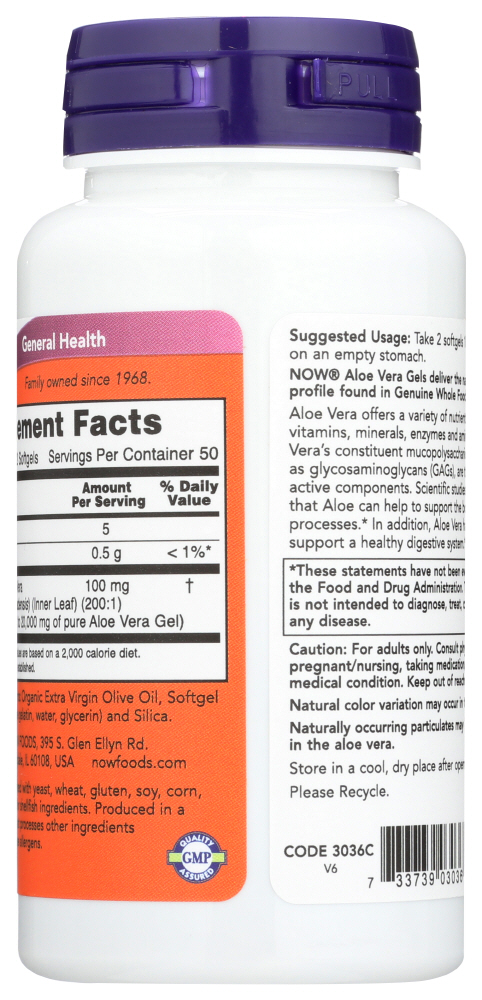 PULL
General Health
Family owned since 1968.
ement Facts
Softgels Servings Per Container 50
Amount Per Serving
% Daily Value
5
0.5 g < 1%*
100 mg †
(Inner Leaf) (200:1)
20,000 mg of pure Aloe Vera Gel)
are based on a 2,000 calorie diet.
Organic Extra Virgin Olive Oil, Softgel
water, glycerin) and Silica.
FOODS, 395 S. Glen Ellyn Rd.
IL 60108, USA nowfoods.com
with yeast, wheat, gluten, soy, corn,
shellfish ingredients. Produced in a
processes other ingredients
allergens.
QUALITY
GMP
ASSURED
Suggested Usage: Take 2 softgels
on an empty stomach.
NOW® Aloe Vera Gels deliver the
profile found in Genuine Whole
Aloe Vera offers a variety of
vitamins, minerals, enzymes and
Vera's constituent
as glycosaminoglycans (GAGs), are
active components. Scientific
that Aloe can help to support the
processes.* In addition, Aloe Vera
support a healthy digestive system.
*These statements have not been
the Food and Drug Administration.
is not intended to diagnose, treat,
any disease.
Caution: For adults only. Consult
pregnant/nursing, taking
medical condition. Keep out of
Natural color variation may occur in
Naturally occurring particulates may
in the aloe vera.
Store in a cool, dry place after
Please Recycle.
CODE 3036C
V6
7 33739 03036